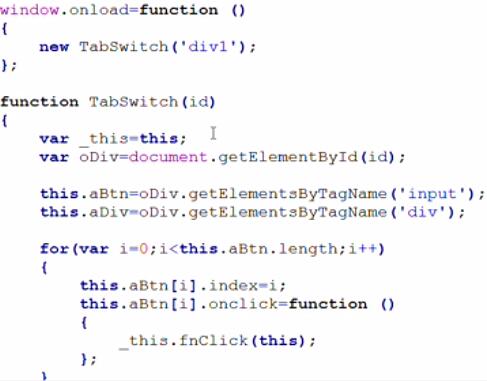 window.onload=function ()
{
    new TabSwitch('div1');
};

function TabSwitch(id)
{
    var _this=this;
    var oDiv=document.getElementById(id);

    this.aBtn=oDiv.getElementsByTagName('input');
    this.aDiv=oDiv.getElementsByTagName('div');

    for(var i=0;i<this.aBtn.length;i++)
    {
        this.aBtn[i].index=i;
        this.aBtn[i].onclick=function ()
        {
            _this.fnClick(this);
        };
    }